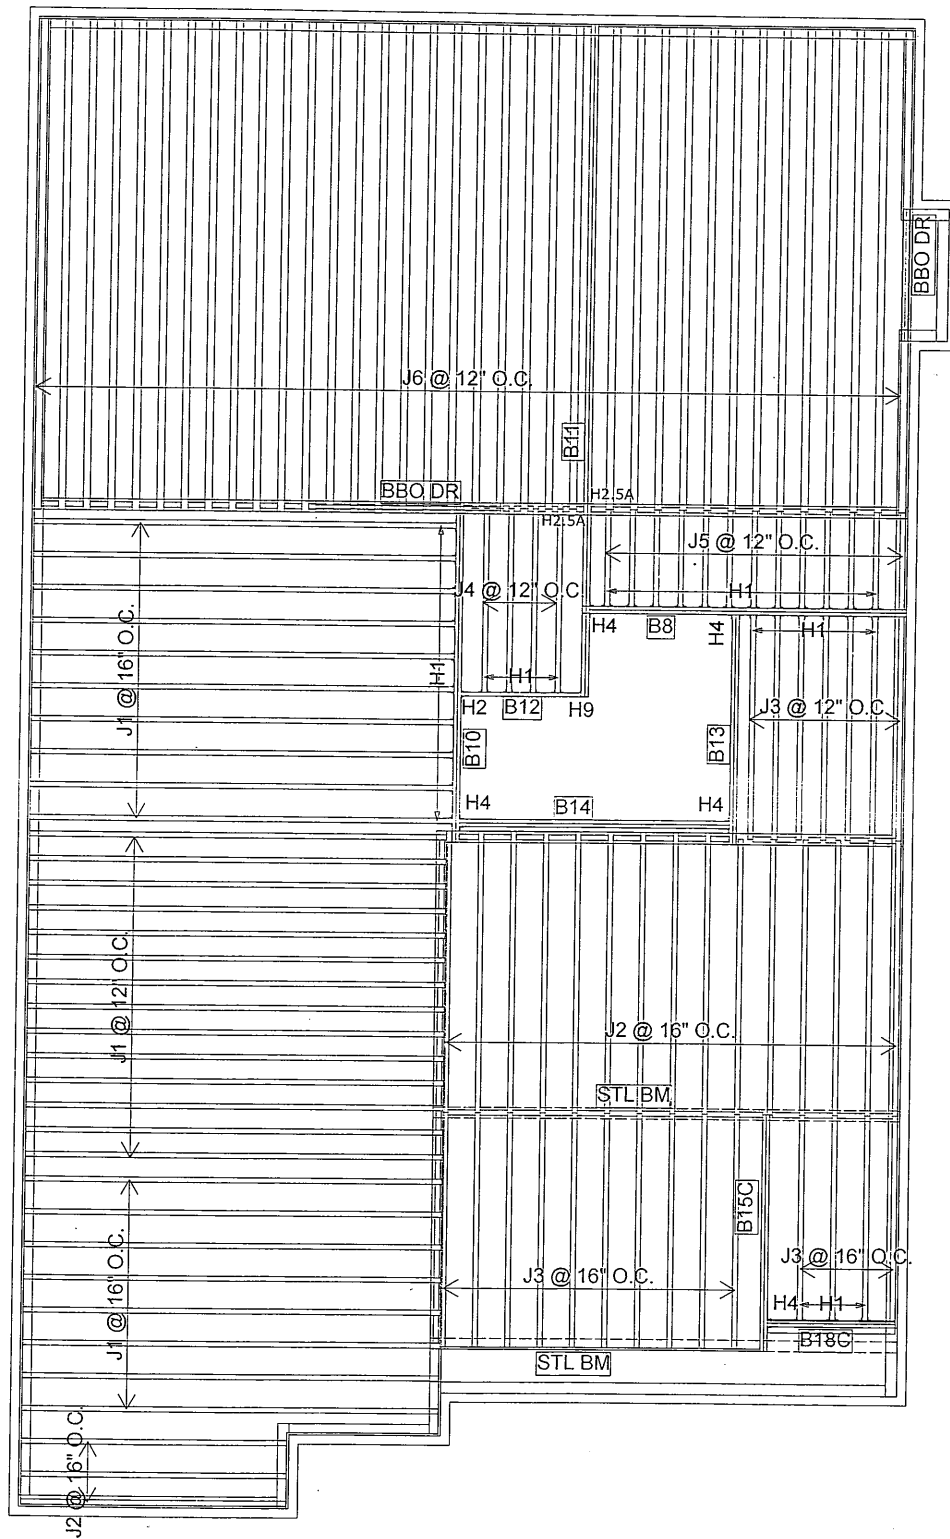 BBO DR
J6 @ 12" O.C.
B11
BBO DR
H2.5A
H2.5A
J5 @ 12" O.C.
J4 @ 12" O.C
H1
J1 @ 16" O.C.
H1
H4
B8
H4
H1
H1
H2
B12
H9
J3 @ 12" O.C
B10
B13
H4
B14
H4
J1 @ 12" O.C.
J2 @ 16" O.C.
STL BM
B15C
J3 @ 16" O.C.
J3 @ 16" O.C.
J1 @ 16" O.C.
H4
H1
B18C
STL BM
J2 @ 16" O.C.